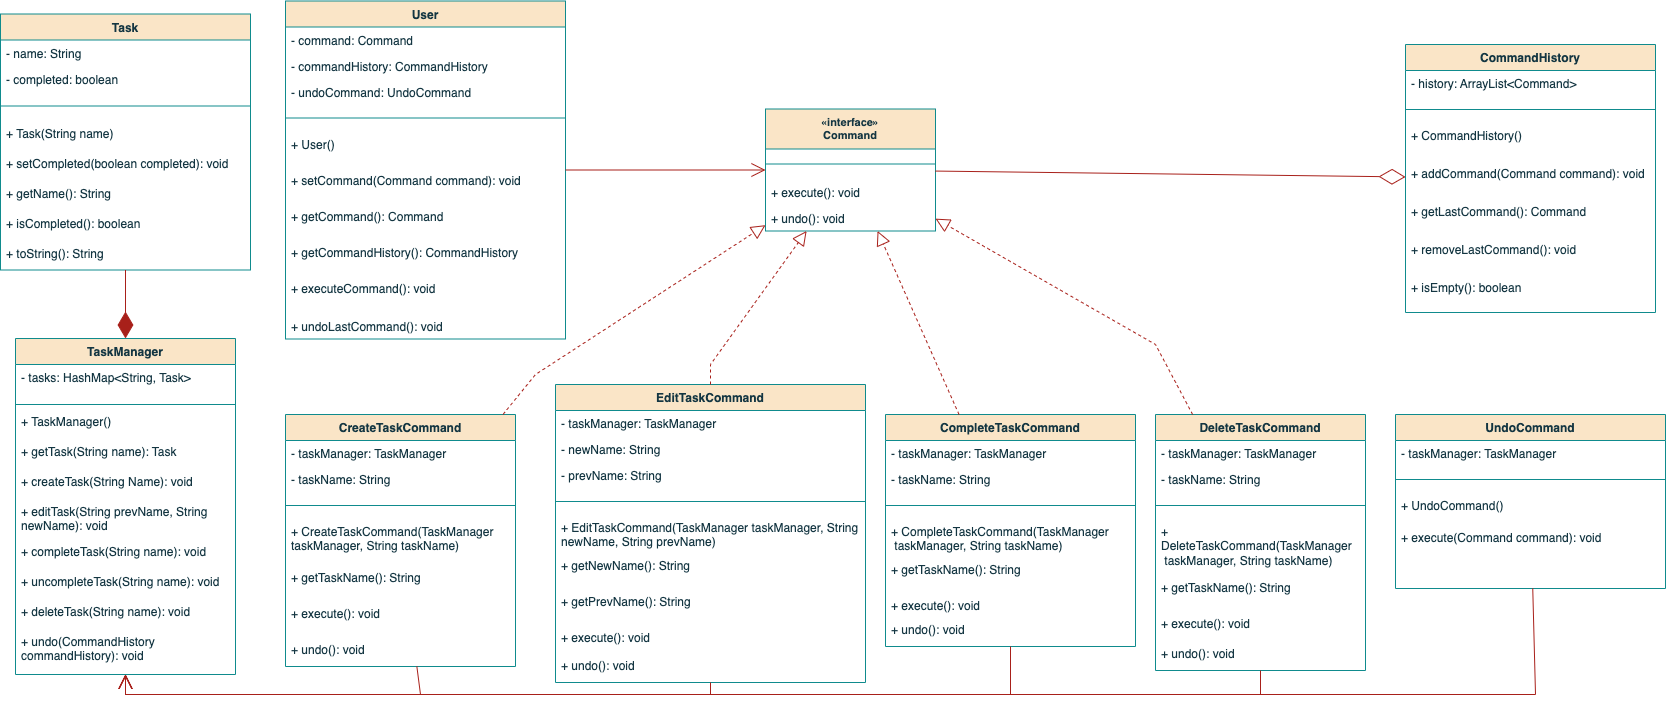 Task
- name: String
- completed: boolean
+ Task(String name)
+ setCompleted(boolean completed): void
+ getName(): String
+ isCompleted(): boolean
+ toString(): String
User
- command: Command
- commandHistory: CommandHistory
- undoCommand: UndoCommand
+ User()
+ setCommand(Command command): void
+ getCommand(): Command
+ getCommandHistory(): CommandHistory
+ executeCommand(): void
+ undoLastCommand(): void
«interface»
Command
+ execute(): void
+ undo(): void
CommandHistory
- history: ArrayList<Command>
+ CommandHistory()
+ addCommand(Command command): void
+ getLastCommand(): Command
+ removeLastCommand(): void
+ isEmpty(): boolean
TaskManager
- tasks: HashMap<String, Task>
+ TaskManager()
+ getTask(String name): Task
+ createTask(String Name): void
+ editTask(String prevName, String
newName): void
+ completeTask(String name): void
+ uncompleteTask(String name): void
+ deleteTask(String name): void
+ undo(CommandHistory
commandHistory): void
CreateTaskCommand
- taskManager: TaskManager
- taskName: String
+ CreateTaskCommand(TaskManager
taskManager, String taskName)
+ getTaskName(): String
+ execute(): void
+ undo(): void
EditTaskCommand
- taskManager: TaskManager
- newName: String
- prevName: String
+ EditTaskCommand(TaskManager taskManager, String
newName, String prevName)
+ getNewName(): String
+ getPrevName(): String
+ execute(): void
+ undo(): void
CompleteTaskCommand
- taskManager: TaskManager
- taskName: String
+ CompleteTaskCommand(TaskManager
taskManager, String taskName)
+ getTaskName(): String
+ execute(): void
+ undo(): void
DeleteTaskCommand
- taskManager: TaskManager
- taskName: String
+
DeleteTaskCommand(TaskManager
taskManager, String taskName)
+ getTaskName(): String
+ execute(): void
+ undo(): void
UndoCommand
- taskManager: TaskManager
+ UndoCommand()
+ execute(Command command): void